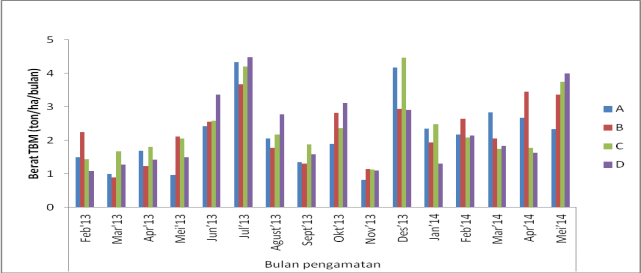 5
4
3
2
1
0
Berat TBM (ton/ha/bulan)
Feb'13
Mar'13
Apr'13
Mei'13
Jun'13
Jul'13
Agust'13
Sept'13
Okt'13
Nov'13
Des'13
Jan'14
Feb'14
Mar'14
Apr'14
Mei'14
Bulan pengamatan
A
B
C
D